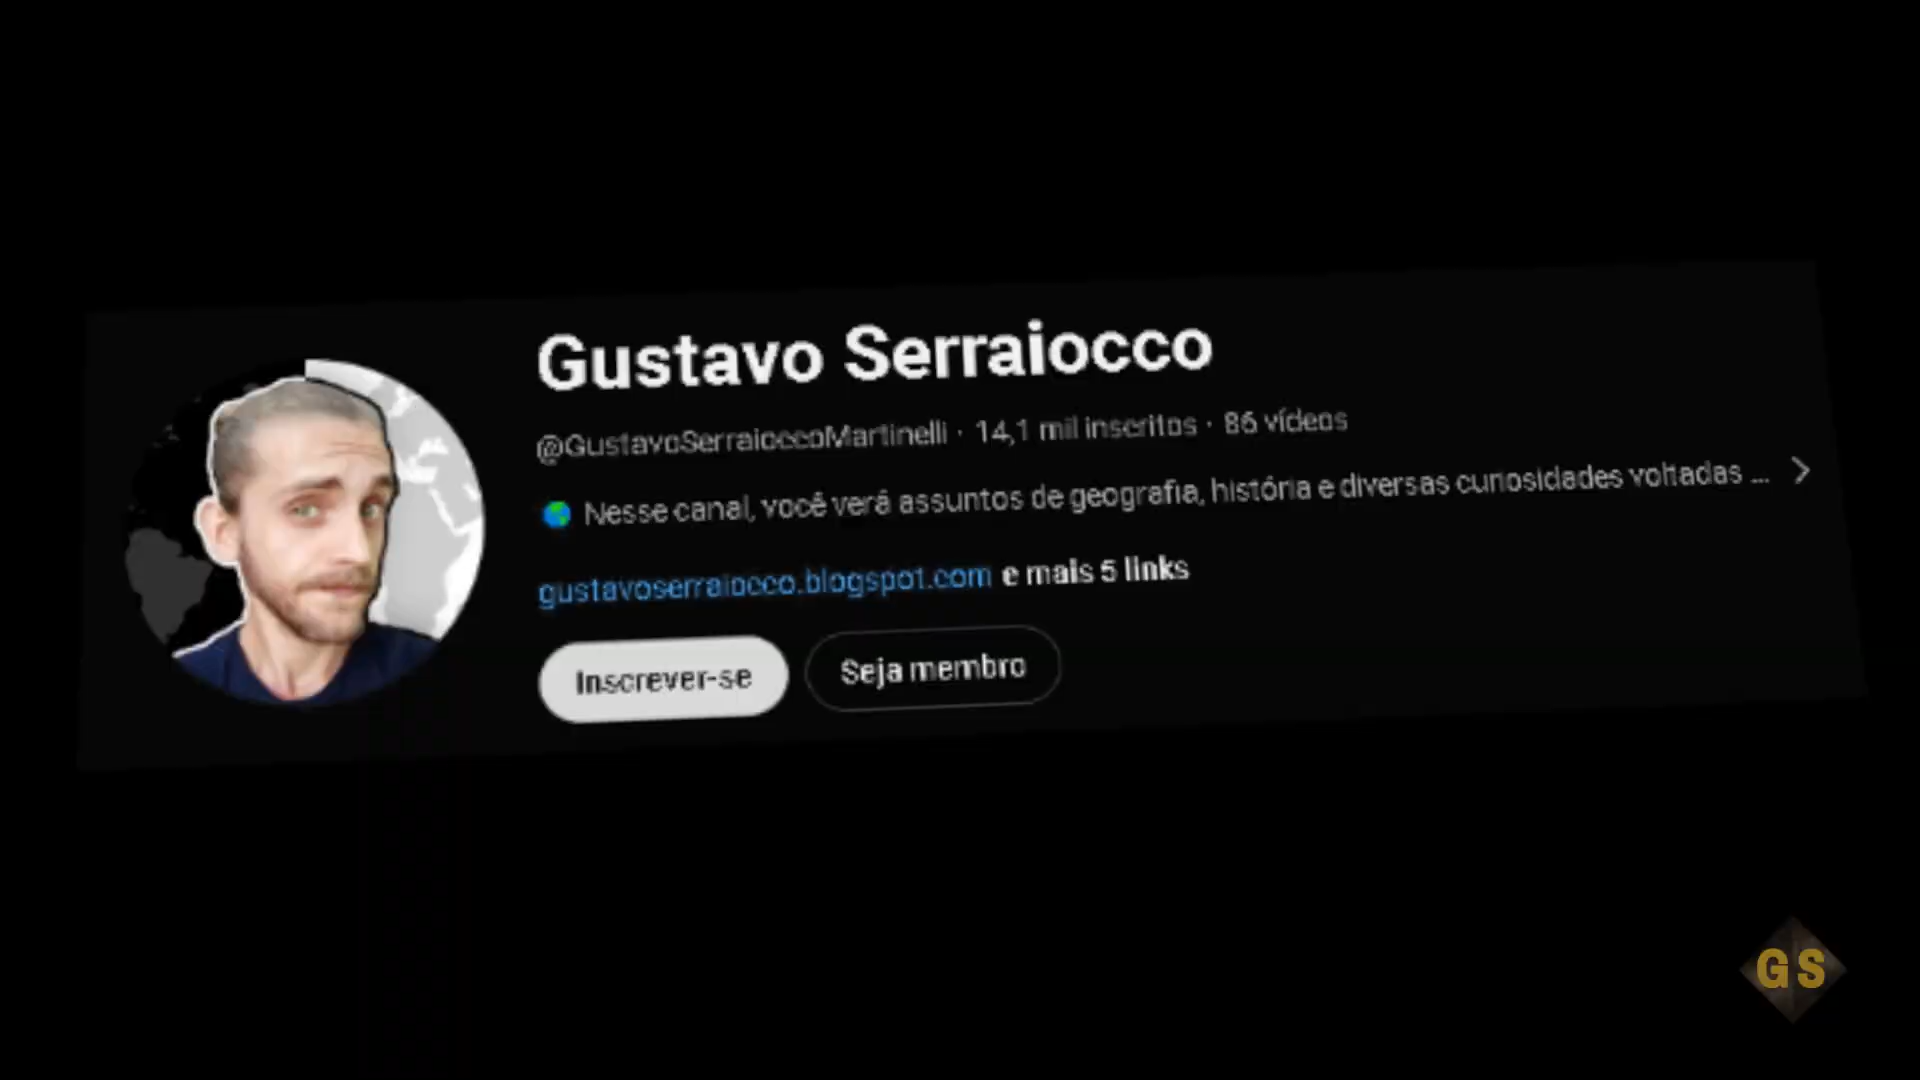 Gustavo Serraiocco
@GustavoSerraioccoMartinelli · 14,1 mil inscritos · 86 vídeos
Nesse canal, você verá assuntos de geografia, história e diversas curiosidades voltadas ...
gustavoserraiocco.blogspot.com e mais 5 links
Inscrever-se
Seja membro
GS